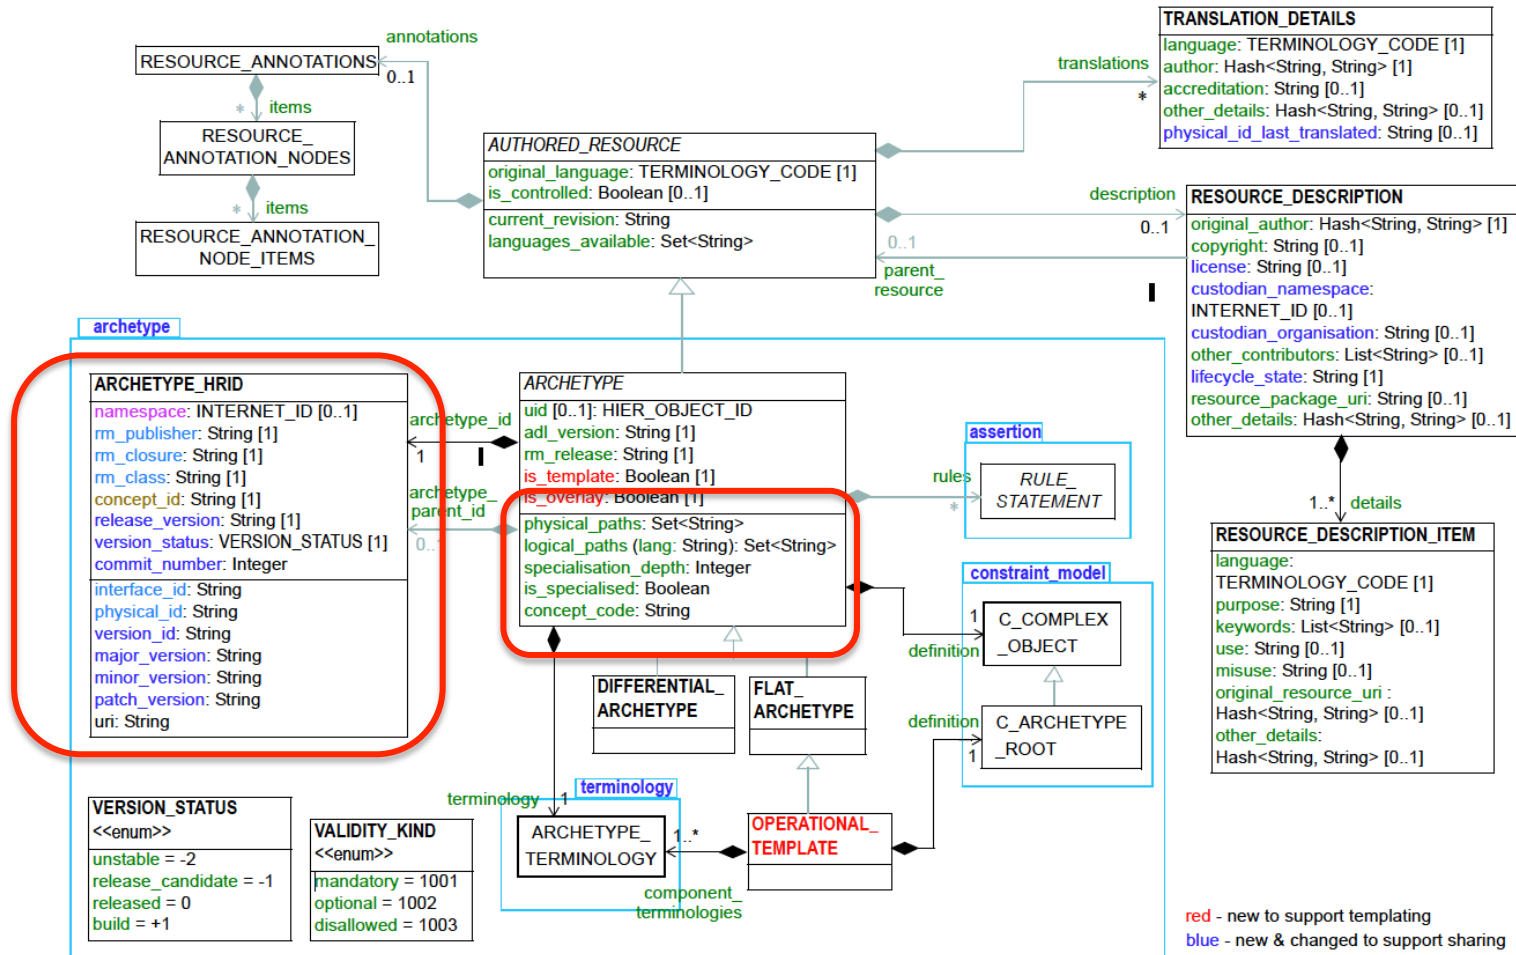 annotations
RESOURCE_ANNOTATIONS
0..1
* items
RESOURCE_
ANNOTATION_NODES
* items
RESOURCE_ANNOTATION_
NODE_ITEMS
AUTHORED_RESOURCE
original_language: TERMINOLOGY_CODE [1]
is_controlled: Boolean [0..1]
current_revision: String
languages_available: Set<String>
translations
*
TRANSLATION_DETAILS
language: TERMINOLOGY_CODE [1]
author: Hash<String, String> [1]
accreditation: String [0..1]
other_details: Hash<String, String> [0..1]
physical_id_last_translated: String [0..1]
description
0..1
0..1
parent_
resource
RESOURCE_DESCRIPTION
original_author: Hash<String, String> [1]
copyright: String [0..1]
license: String [0..1]
custodian_namespace:
INTERNET_ID [0..1]
custodian_organisation: String [0..1]
other_contributors: List<String> [0..1]
lifecycle_state: String [1]
resource_package_uri: String [0..1]
other_details: Hash<String, String> [0..1]
1..* details
RESOURCE_DESCRIPTION_ITEM
language:
TERMINOLOGY_CODE [1]
purpose: String [1]
keywords: List<String> [0..1]
use: String [0..1]
misuse: String [0..1]
original_resource_uri :
Hash<String, String> [0..1]
other_details:
Hash<String, String> [0..1]
archetype
ARCHETYPE_HRID
namespace: INTERNET_ID [0..1]
rm_publisher: String [1]
rm_closure: String [1]
rm_class: String [1]
concept_id: String [1]
release_version: String [1]
version_status: VERSION_STATUS [1]
commit_number: Integer
interface_id: String
physical_id: String
version_id: String
major_version: String
minor_version: String
patch_version: String
uri: String
archetype_id
1
archetype_
parent_id
0..1
ARCHETYPE
uid [0..1]: HIER_OBJECT_ID
adl_version: String [1]
rm_release: String [1]
is_template: Boolean [1]
is_overlay: Boolean [1]
physical_paths: Set<String>
logical_paths (lang: String): Set<String>
specialisation_depth: Integer
is_specialised: Boolean
concept_code: String
rules
*
assertion
RULE_
STATEMENT
constraint_model
1
definition
C_COMPLEX
_OBJECT
definition
1
C_ARCHETYPE
_ROOT
DIFFERENTIAL_
ARCHETYPE
FLAT_
ARCHETYPE
terminology 1
terminology
ARCHETYPE_
TERMINOLOGY
1..*
component_
terminologies
OPERATIONAL_
TEMPLATE
VERSION_STATUS
<<enum>>
unstable = -2
release_candidate = -1
released = 0
build = +1
VALIDITY_KIND
<<enum>>
mandatory = 1001
optional = 1002
disallowed = 1003
red - new to support templating
blue - new & changed to support sharing